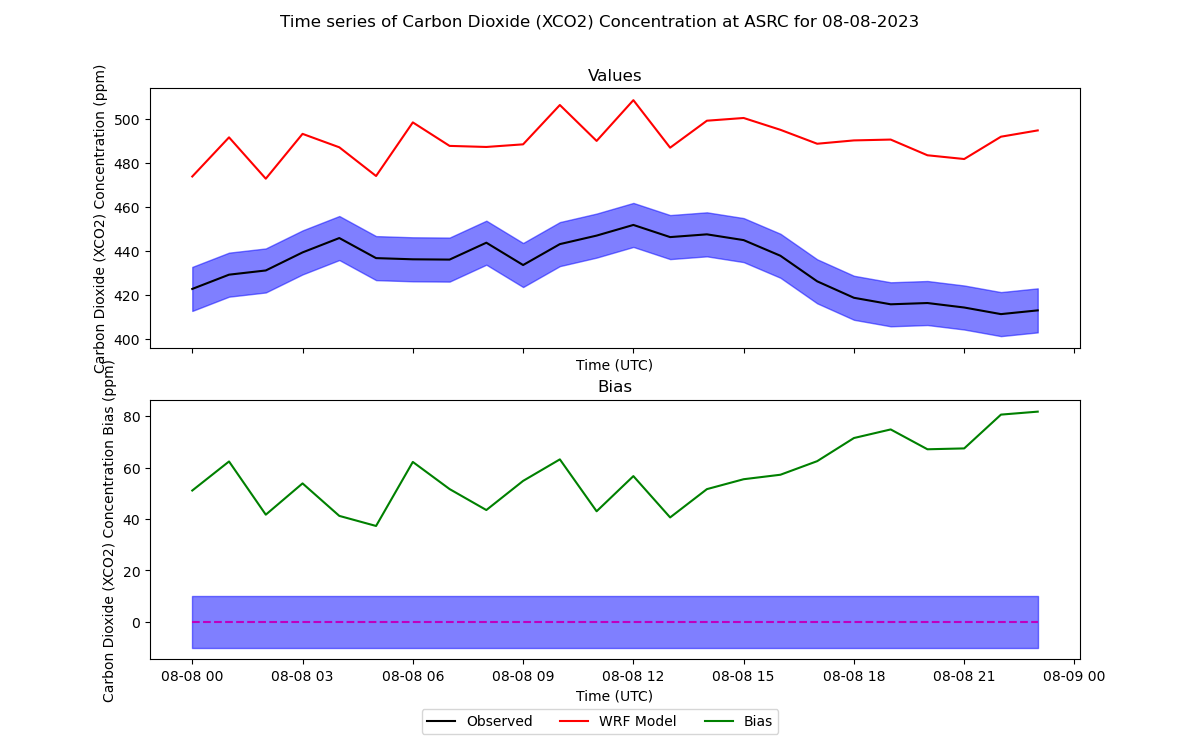 Time series of Carbon Dioxide (XCO2) Concentration at ASRC for 08-08-2023
Values
Carbon Dioxide (XCO2) Concentration (ppm)
500
480
460
440
420
400
Time (UTC)
Bias
Carbon Dioxide (XCO2) Concentration Bias (ppm)
80
60
40
20
0
08-08 00 08-08 03 08-08 06 08-08 09 08-08 12 08-08 15 08-08 18 08-08 21 08-09 00
Time (UTC)
Observed WRF Model Bias